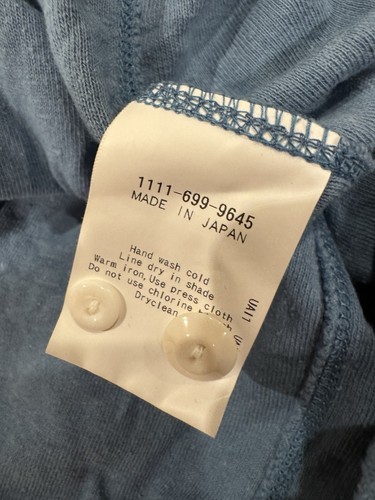 1111-699-9645
MADE IN JAPAN
Hand wash cold
Line dry in shade
Warm iron, Use press cloth
Do not use chlorine
Dryclean
UA11